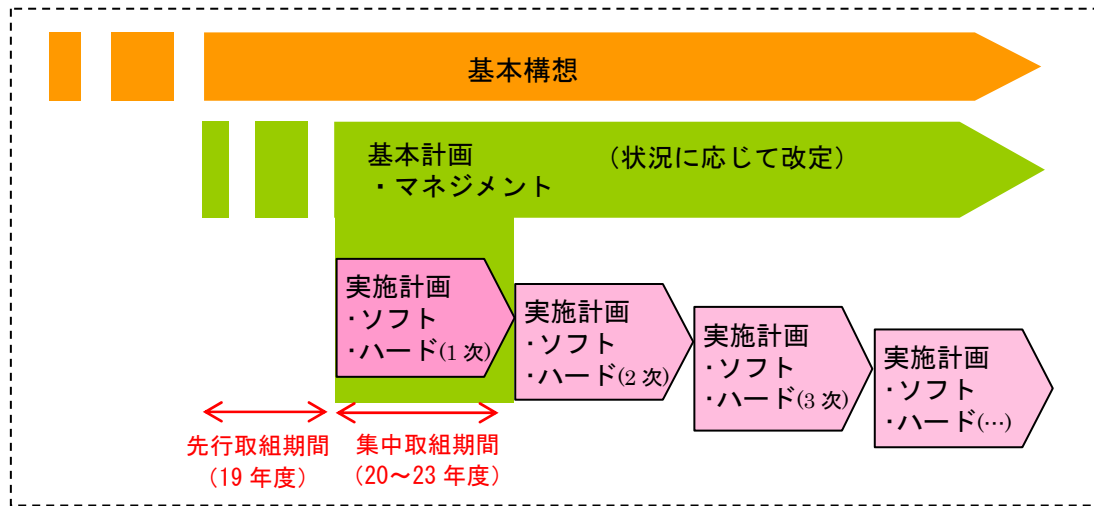 基本構想
基本計画　　　　　（状況に応じて改定）
・マネジメント
実施計画
・ソフト
・ハード(1 次)
実施計画
・ソフト
・ハード(2 次)
実施計画
・ソフト
・ハード(3 次)
実施計画
・ソフト
・ハード(…)
先行取組期間
（19 年度）
集中取組期間
（20～23 年度）